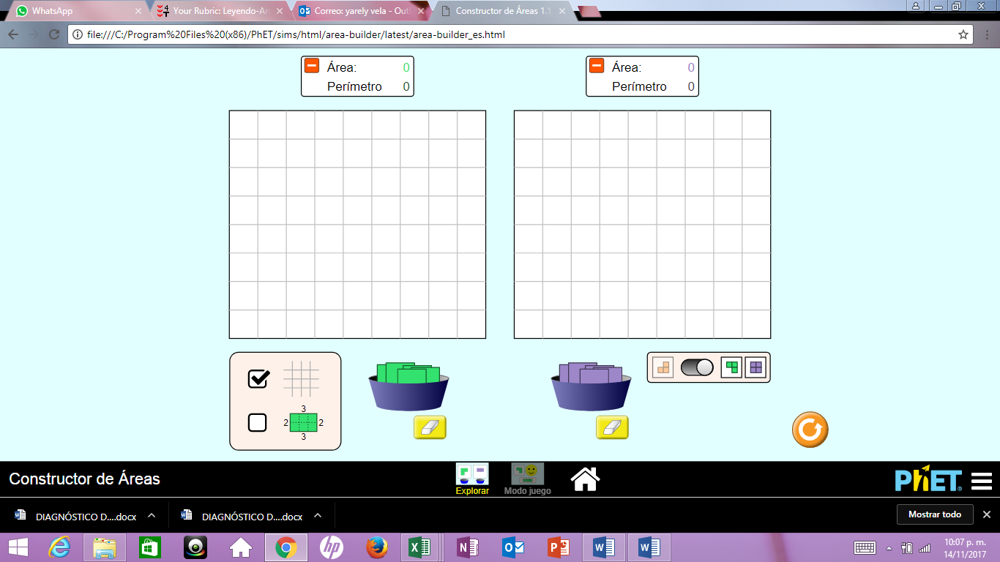 WhatsApp
Your Rubric: Leyendo-An
Correo: yarely vela - Out
Constructor de Áreas 1.1
file:///C:/Program%20Files%20(x86)/PhET/sims/html/area-builder/latest/area-builder_es.html
Área: 0
Perímetro 0
Área: 0
Perímetro 0
3
2 2
3
Constructor de Áreas
Explorar
Modo juego
PhET
DIAGNÓSTICO D....docx
DIAGNÓSTICO D....docx
Mostrar todo
10:07 p. m.
14/11/2017